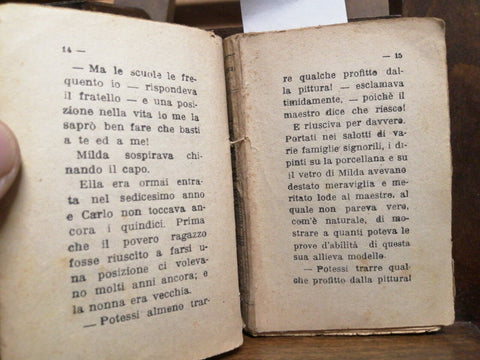 14 —
— Ma le scuole le fre-
quento io — rispondeva
il fratello — e una posi-
zione nella vita io me la
saprò ben fare che basti
a te ed a me!
Milda sospirava chi-
nando il capo.
Ella era ormai entra-
ta nel sedicesimo anno
e Carlo non toccava an-
cora i quindici. Prima
che il povero ragazzo
fosse riuscito a farsi u-
na posizione ci voleva-
no molti anni ancora; e
la nonna era vecchia.
— Potessi almeno trar-
— 15
re qualche profitto dal-
la pittura! — esclamava
timidamente, — poichè il
maestro dice che riesco!
E riusciva per davvero.
Portati nei salotti di va-
rie famiglie signorili, i
dipinti su la porcellana e su
il vetro di Milda avevano
destato meraviglia e me-
ritato lode al maestro, al
quale non pareva vero,
com'è naturale, di mo-
strare a quanti poteva le
prove d'abilità di questa
sua allieva modello.
— Potessi trarre qual
che profitto dalla pittura!